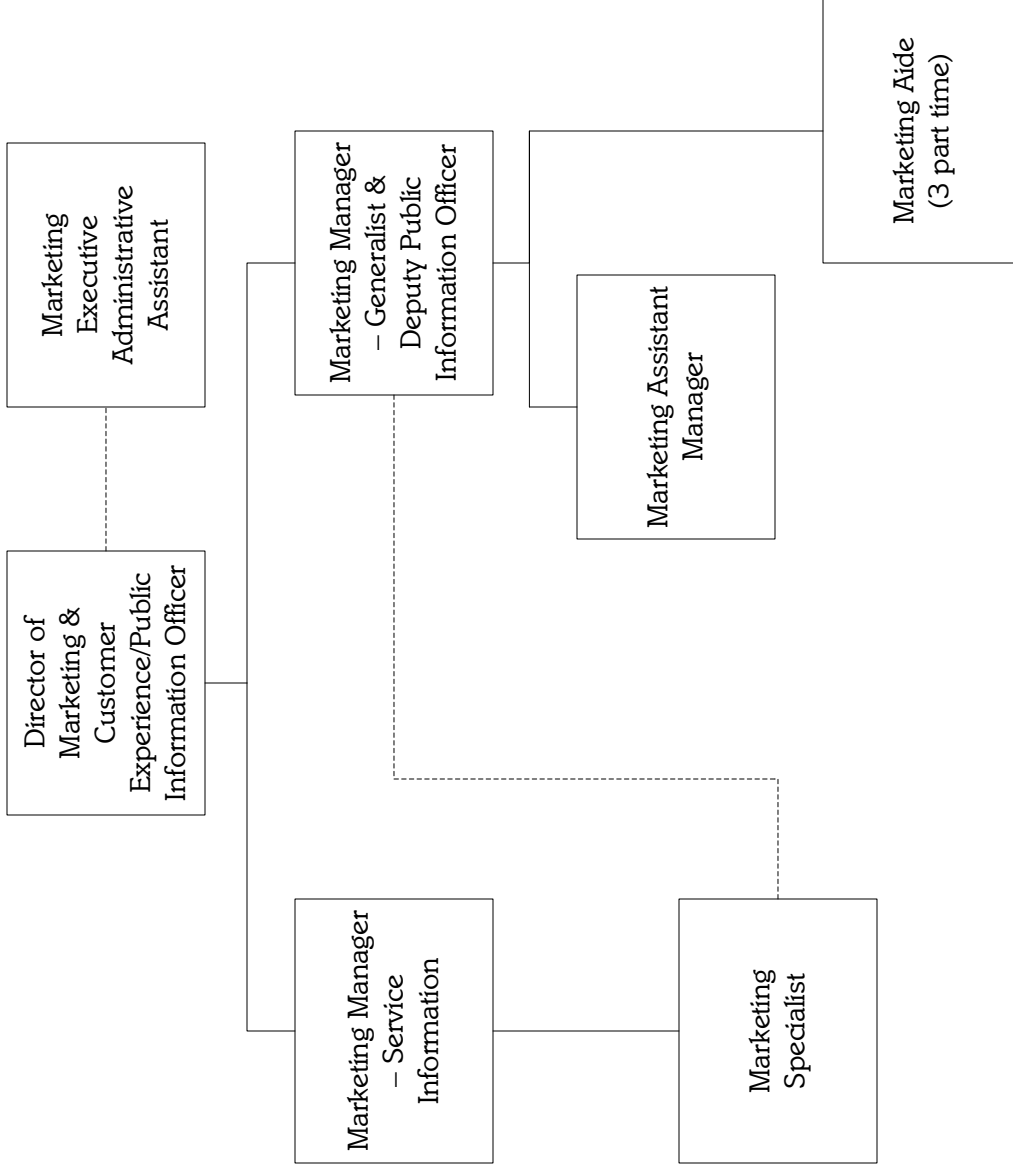 Director of
Marketing &
Customer
Experience/Public
Information Officer
Marketing
Executive
Administrative
Assistant
Marketing Manager
– Service
Information
Marketing Manager
– Generalist &
Deputy Public
Information Officer
Marketing
Specialist
Marketing Assistant
Manager
Marketing Aide
(3 part time)